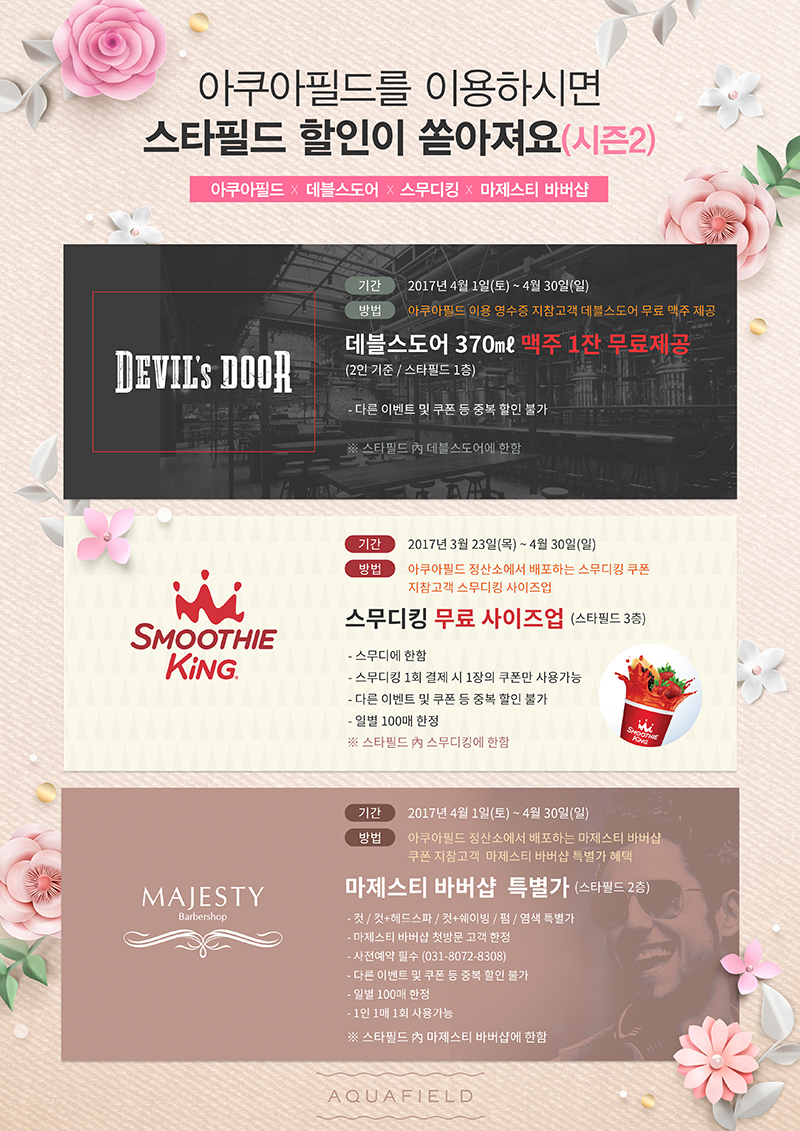 아쿠아필드를 이용하시면
스타필드 할인이 쏟아져요(시즌2)
아쿠아필드 x 데블스도어 x 스무디킹 x 마제스티 바버샵
DEVIL's DOOR
기간 2017년 4월 1일(토) ~ 4월 30일(일)
방법 아쿠아필드 이용 영수증 지참고객 데블스도어 무료 맥주 제공
데블스도어 370㎖ 맥주 1잔 무료제공
(2인 기준 / 스타필드 1층)
- 다른 이벤트 및 쿠폰 등 중복 할인 불가
※ 스타필드 內 데블스도어에 한함
SMOOTHIE
KING
기간 2017년 3월 23일(목) ~ 4월 30일(일)
방법 아쿠아필드 정산소에서 배포하는 스무디킹 쿠폰
지참고객 스무디킹 사이즈업
스무디킹 무료 사이즈업 (스타필드 3층)
- 스무디에 한함
- 스무디킹 1회 결제 시 1장의 쿠폰만 사용가능
- 다른 이벤트 및 쿠폰 등 중복 할인 불가
- 일별 100매 한정
※ 스타필드 內 스무디킹에 한함
SMOOTHIE
KING
MAJESTY
Barbershop
기간 2017년 4월 1일(토) ~ 4월 30일(일)
방법 아쿠아필드 정산소에서 배포하는 마제스티 바버샵
쿠폰 지참고객 마제스티 바버샵 특별가 혜택
마제스티 바버샵 특별가 (스타필드 2층)
- 컷 / 컷+헤드스파 / 컷+쉐이빙 / 펌 / 염색 특별가
- 마제스티 바버샵 첫방문 고객 한정
- 사전예약 필수 (031-8072-8308)
- 다른 이벤트 및 쿠폰 등 중복 할인 불가
- 일별 100매 한정
- 1인 1매 1회 사용가능
※ 스타필드 內 마제스티 바버샵에 한함
AQUAFIELD